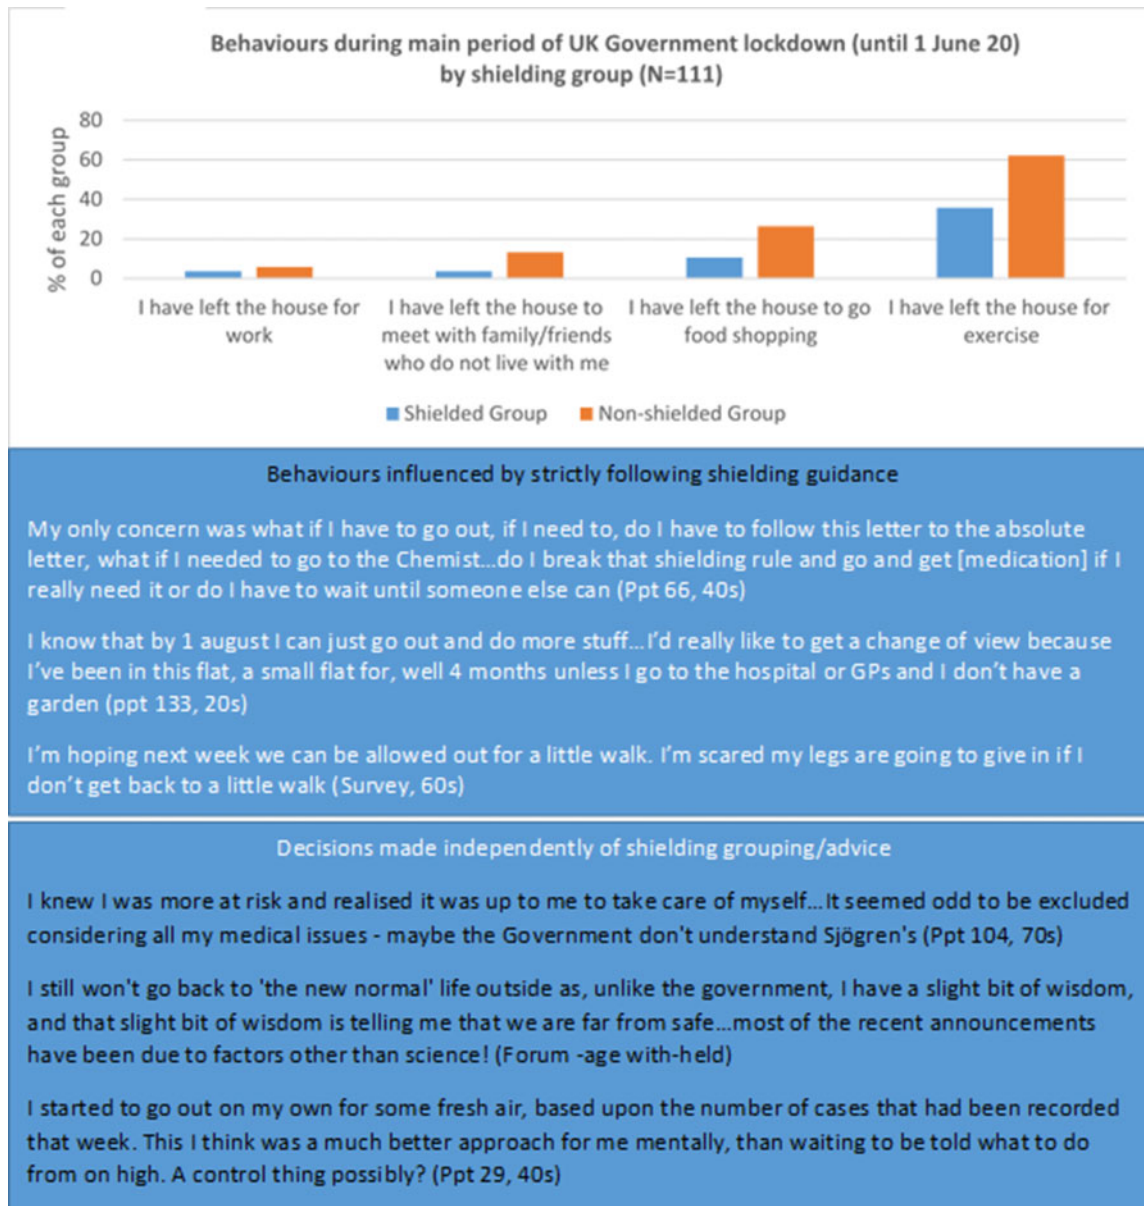 Behaviours during main period of UK Government lockdown (until 1 June 20)
by shielding group (N=111)
% of each group
80
60
40
20
0
I have left the house for
work
I have left the house to
meet with family/friends
who do not live with me
I have left the house to go
food shopping
I have left the house for
exercise
Shielded Group
Non-shielded Group
Behaviours influenced by strictly following shielding guidance
My only concern was what if I have to go out, if I need to, do I have to follow this letter to the absolute
letter, what if I needed to go to the Chemist...do I break that shielding rule and go and get [medication] if I
really need it or do I have to wait until someone else can (Ppt 66, 40s)
I know that by 1 august I can just go out and do more stuff...I'd really like to get a change of view because
I've been in this flat, a small flat for, well 4 months unless I go to the hospital or GPs and I don't have a
garden (ppt 133, 20s)
I'm hoping next week we can be allowed out for a little walk. I'm scared my legs are going to give in if I
don't get back to a little walk (Survey, 60s)
Decisions made independently of shielding grouping/advice
I knew I was more at risk and realised it was up to me to take care of myself...It seemed odd to be excluded
considering all my medical issues - maybe the Government don't understand Sjögren's (Ppt 104, 70s)
I still won't go back to 'the new normal' life outside as, unlike the government, I have a slight bit of wisdom,
and that slight bit of wisdom is telling me that we are far from safe...most of the recent announcements
have been due to factors other than science! (Forum -age with-held)
I started to go out on my own for some fresh air, based upon the number of cases that had been recorded
that week. This I think was a much better approach for me mentally, than waiting to be told what to do
from on high. A control thing possibly? (Ppt 29, 40s)